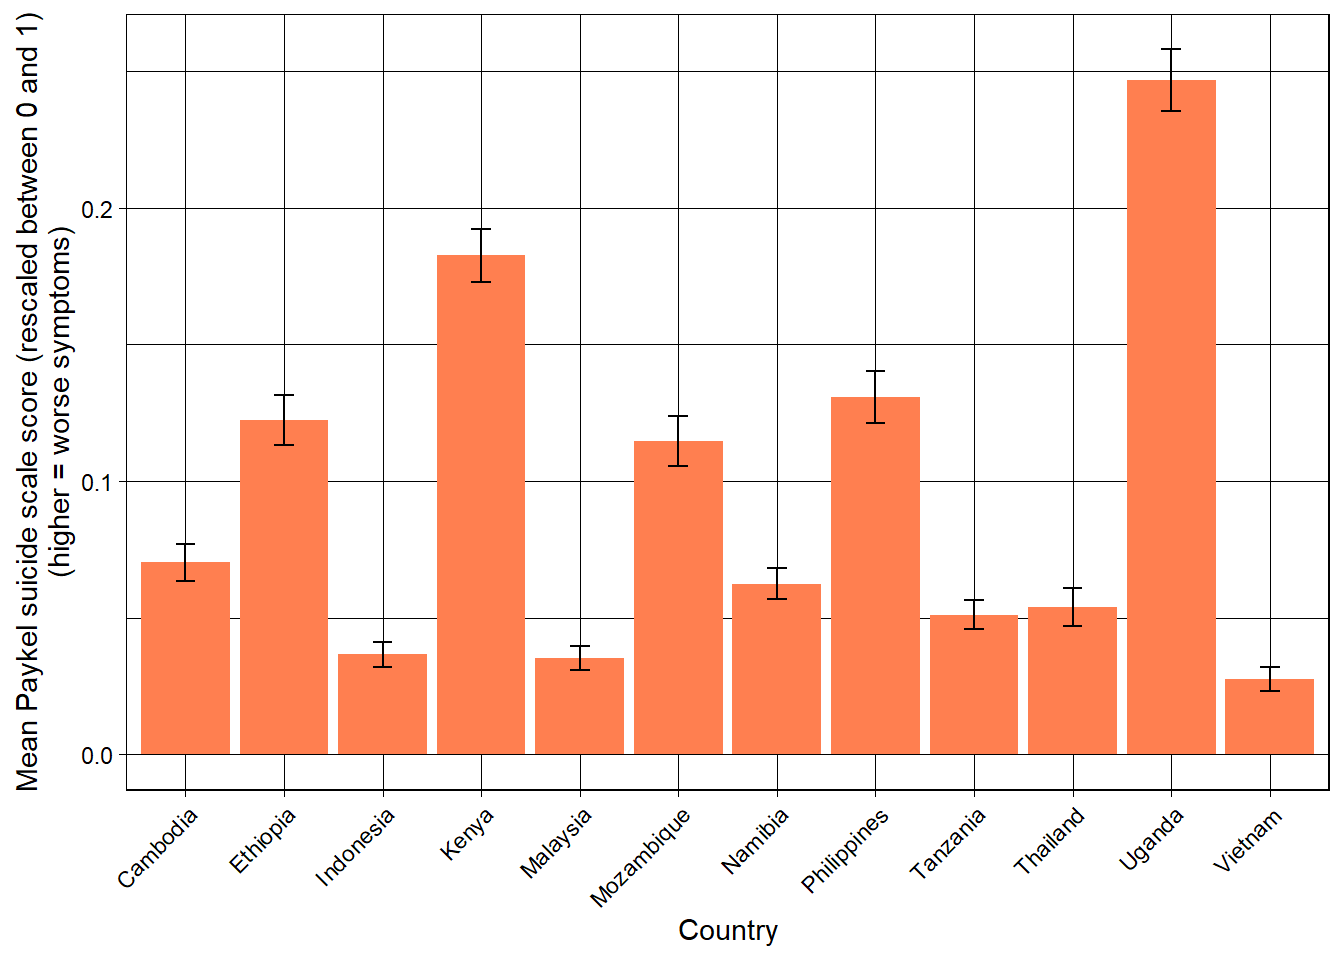 Mean Paykel suicide scale score (rescaled between 0 and 1)
(higher = worse symptoms)
0.2
0.1
0.0
Cambodia
Ethiopia
Indonesia
Kenya
Malaysia
Mozambique
Namibia
Philippines
Tanzania
Thailand
Uganda
Vietnam
Country